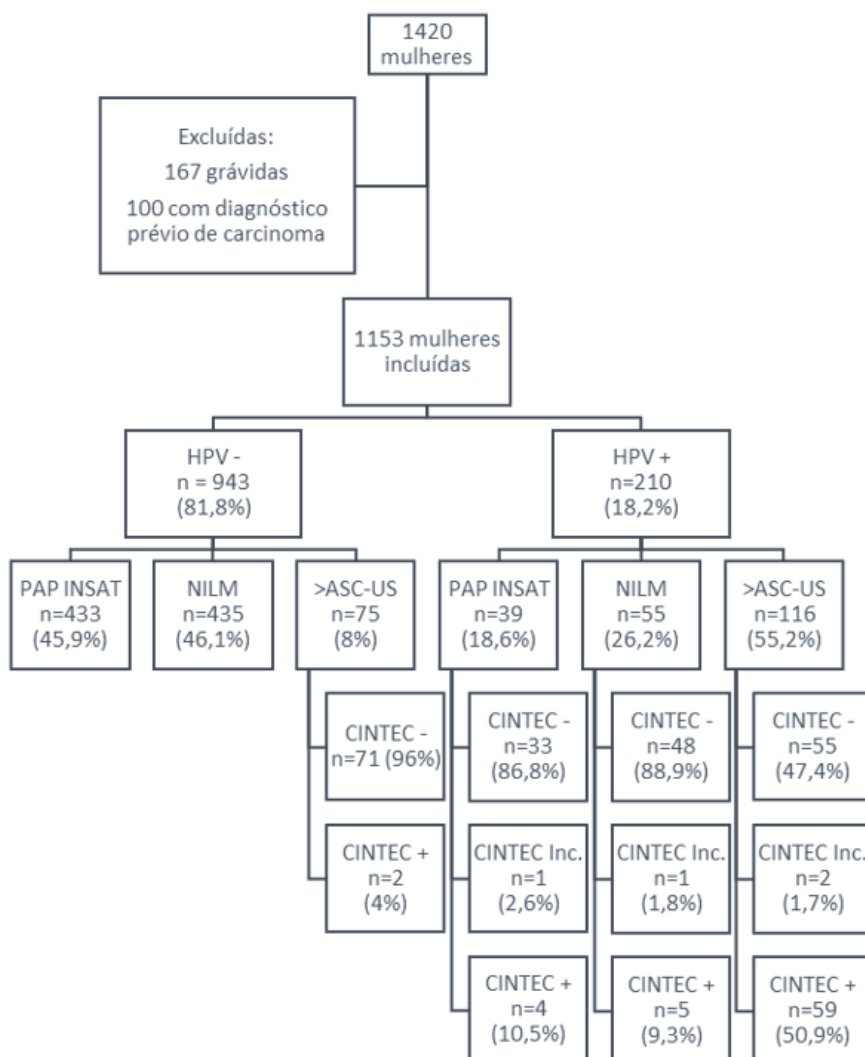 1420
mulheres
Excluídas:
167 grávidas
100 com diagnóstico
prévio de carcinoma
1153 mulheres
incluídas
HPV -
n = 943
(81,8%)
HPV +
n=210
(18,2%)
PAP INSAT
n=433
(45,9%)
NILM
n=435
(46,1%)
>ASC-US
n=75
(8%)
PAP INSAT
n=39
(18,6%)
NILM
n=55
(26,2%)
>ASC-US
n=116
(55,2%)
CINTEC -
n=71 (96%)
CINTEC -
n=33
(86,8%)
CINTEC -
n=48
(88,9%)
CINTEC -
n=55
(47,4%)
CINTEC +
n=2
(4%)
CINTEC Inc.
n=1
(2,6%)
CINTEC Inc.
n=1
(1,8%)
CINTEC Inc.
n=2
(1,7%)
CINTEC +
n=4
(10,5%)
CINTEC +
n=5
(9,3%)
CINTEC +
n=59
(50,9%)